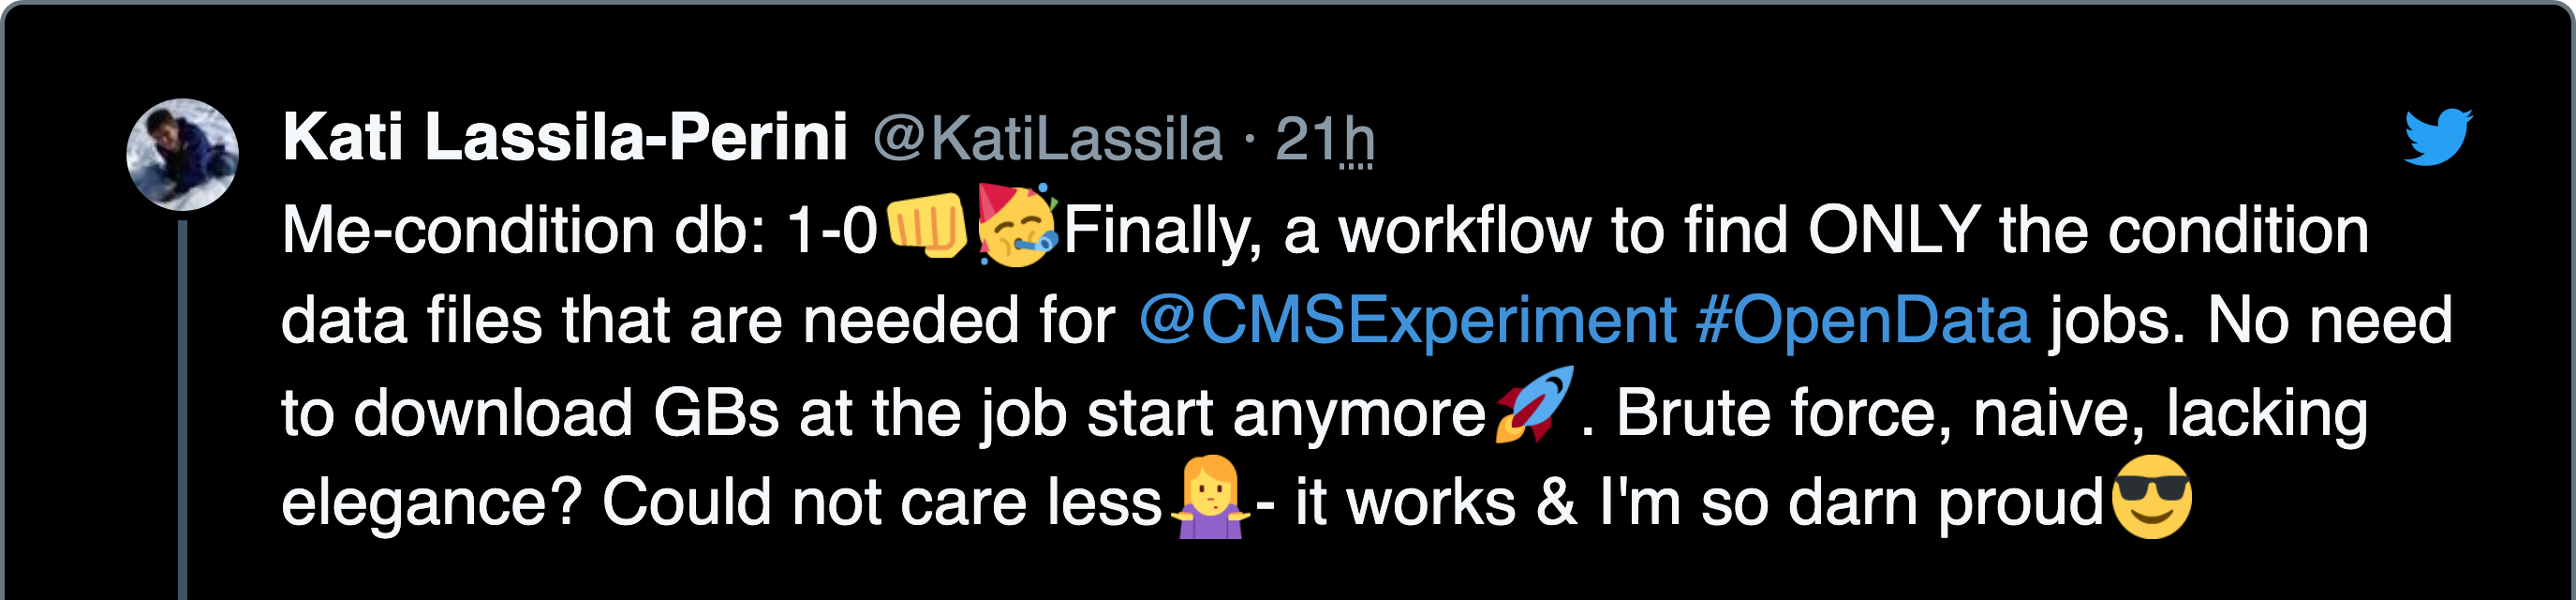 Kati Lassila-Perini @KatiLassila · 21h
Me-condition db: 1-0👊🥳Finally, a workflow to find ONLY the condition
data files that are needed for @CMSExperiment #OpenData jobs. No need
to download GBs at the job start anymore🚀. Brute force, naive, lacking
elegance? Could not care less🤷‍♀️- it works & I'm so darn proud😎